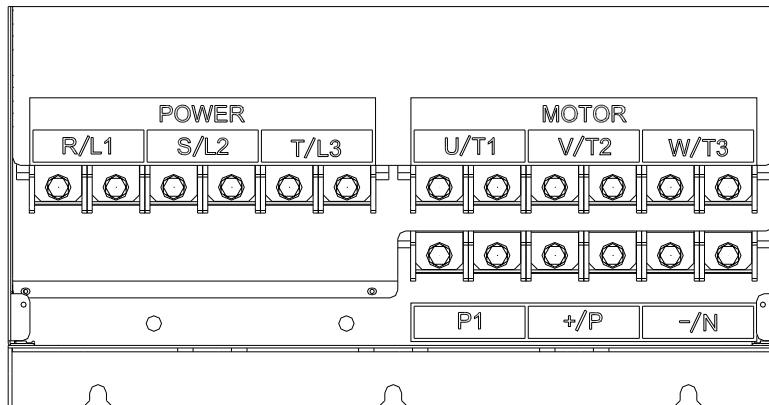 POWER
R/L1 S/L2 T/L3
MOTOR
U/T1 V/T2 W/T3
P1 +/P -/N